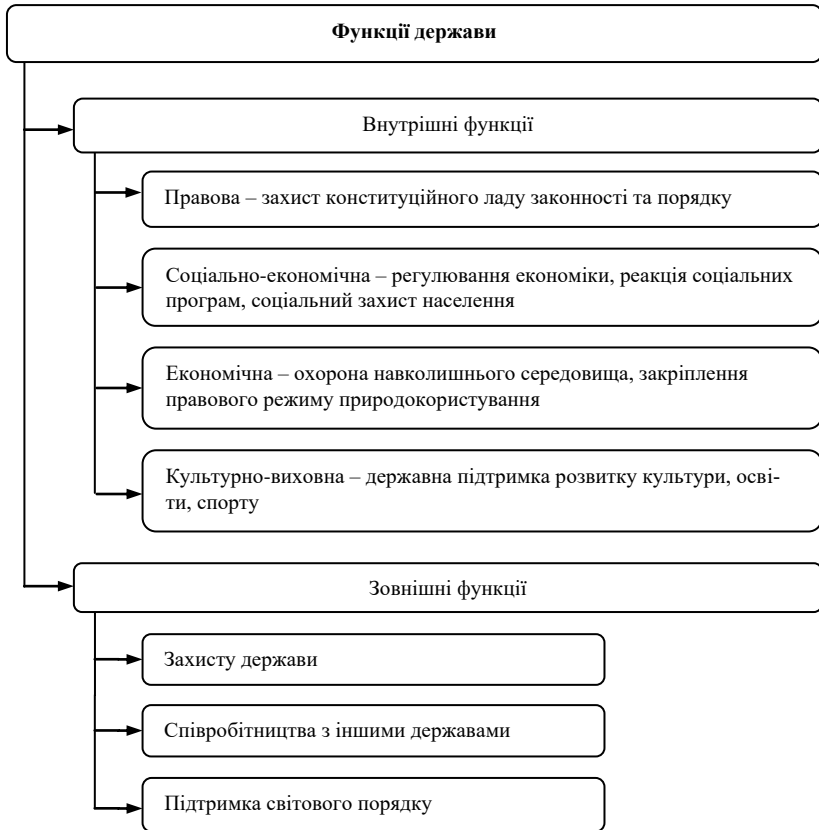 Функції держави
Внутрішні функції
Правова – захист конституційного ладу законності та порядку
Соціально-економічна – регулювання економіки, реакція соціальних
програм, соціальний захист населення
Економічна – охорона навколишнього середовища, закріплення
правового режиму природокористування
Культурно-виховна – державна підтримка розвитку культури, осві-
ти, спорту
Зовнішні функції
Захисту держави
Співробітництва з іншими державами
Підтримка світового порядку